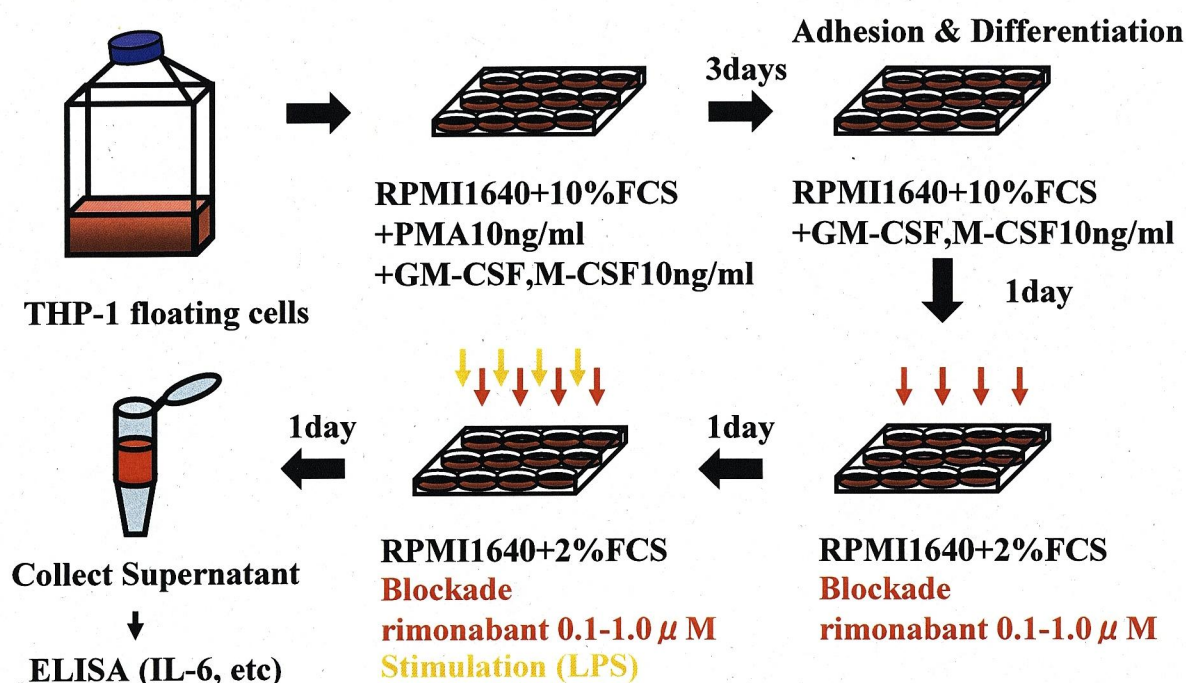 THP-1 floating cells
RPMI1640+10%FCS
+PMA10ng/ml
+GM-CSF,M-CSF10ng/ml
3days
Adhesion & Differentiation
RPMI1640+10%FCS
+GM-CSF,M-CSF10ng/ml
1day
RPMI1640+2%FCS
Blockade
rimonabant 0.1-1.0 μ M
1day
RPMI1640+2%FCS
Blockade
rimonabant 0.1-1.0 μ M
Stimulation (LPS)
1day
Collect Supernatant
ELISA (IL-6, etc)